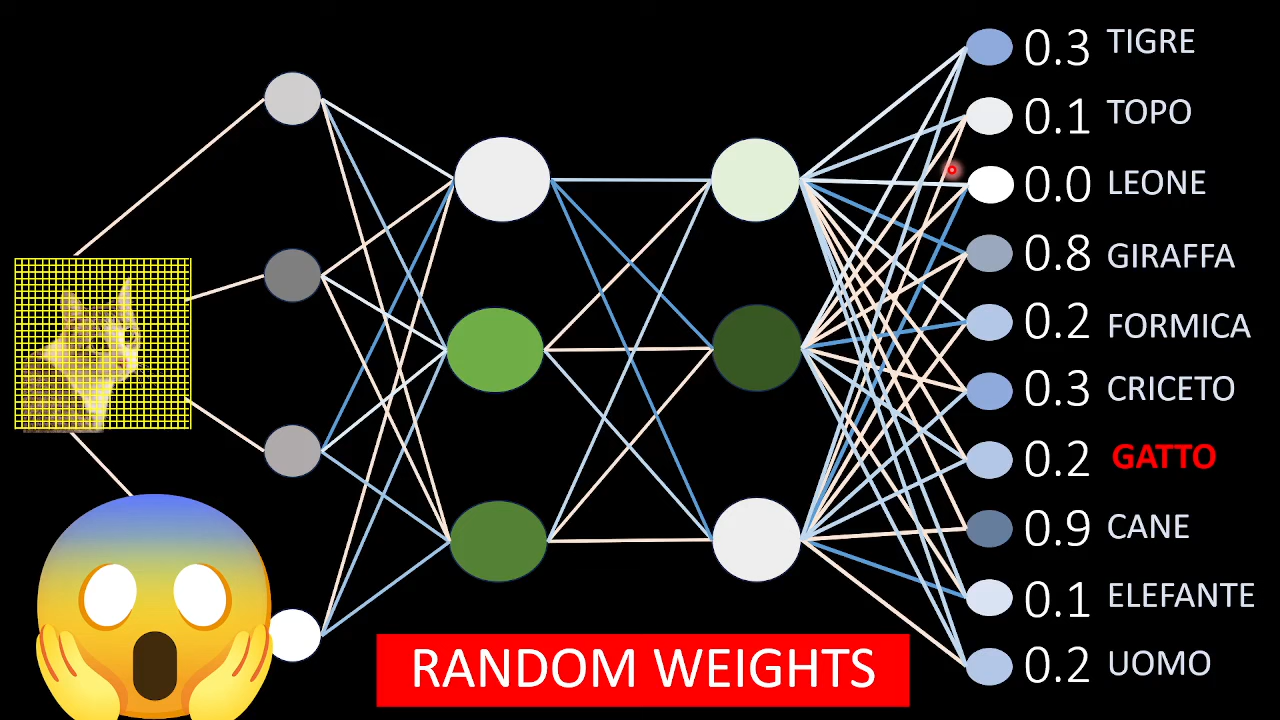 0.3 TIGRE
0.1 TOPO
0.0 LEONE
0.8 GIRAFFA
0.2 FORMICA
0.3 CRICETO
0.2 GATTO
0.9 CANE
0.1 ELEFANTE
0.2 UOMO
RANDOM WEIGHTS